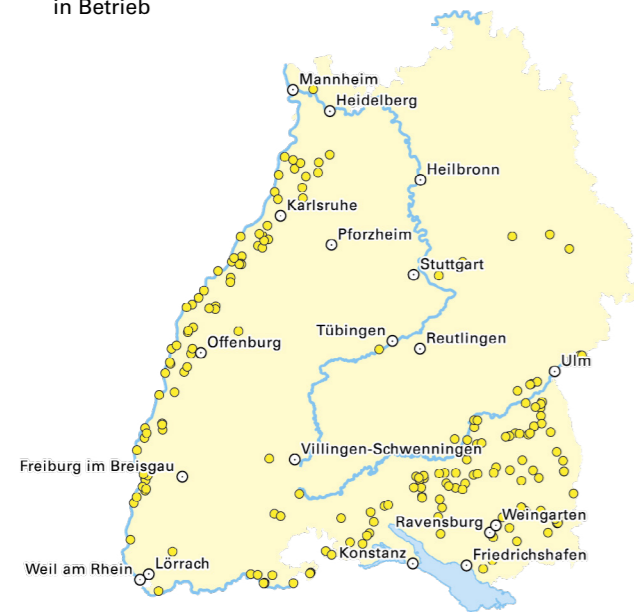 in Betrieb
Mannheim
Heidelberg
Heilbronn
Karlsruhe
Pforzheim
Stuttgart
Tübingen
Reutlingen
Offenburg
Ulm
Villingen-Schwenningen
Freiburg im Breisgau
Ravensburg
Weingarten
Konstanz
Friedrichshafen
Weil am Rhein
Lörrach